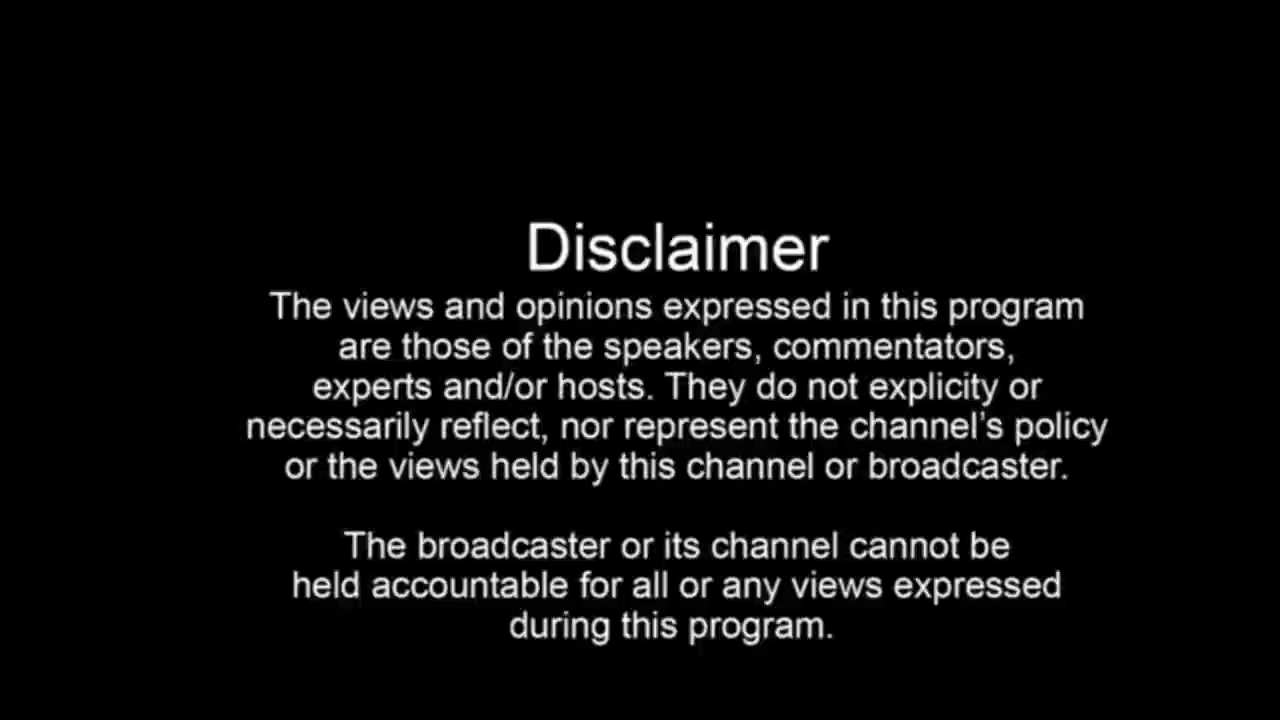 Disclaimer
The views and opinions expressed in this program
are those of the speakers, commentators,
experts and/or hosts. They do not explicity or
necessarily reflect, nor represent the channel's policy
or the views held by this channel or broadcaster.
The broadcaster or its channel cannot be
held accountable for all or any views expressed
during this program.